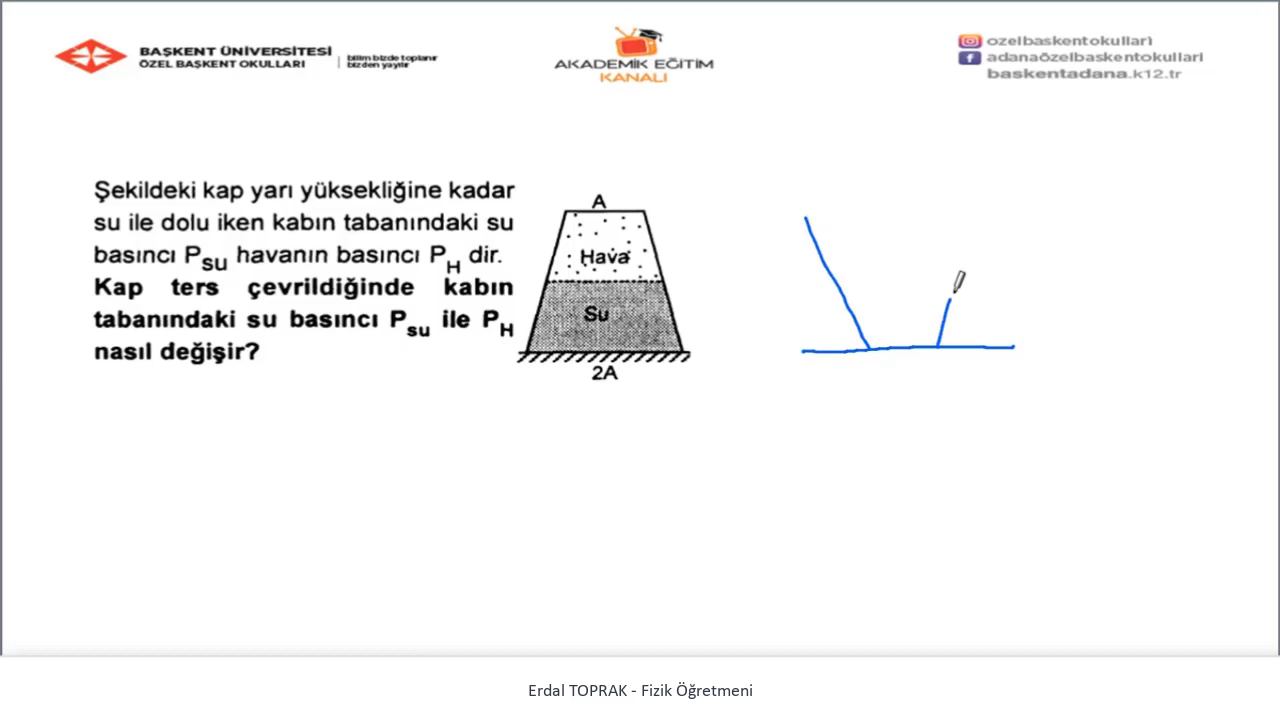 BAŞKENT ÜNİVERSİTESİ
ÖZEL BAŞKENT OKULLARI
bilim bizde toplanır
bizden yayılır
AKADEMİK EĞİTİM
KANALI
ozelbaskentokullari
adanaözelbaskentokullari
baskentadana.k12.tr
Şekildeki kap yarı yüksekliğine kadar
su ile dolu iken kabın tabanındaki su
basıncı Psu havanın basıncı PH dir.
Kap ters çevrildiğinde kabın
tabanındaki su basıncı Psu ile PH
nasıl değişir?
A
Hava
Su
2A
Erdal TOPRAK - Fizik Öğretmeni